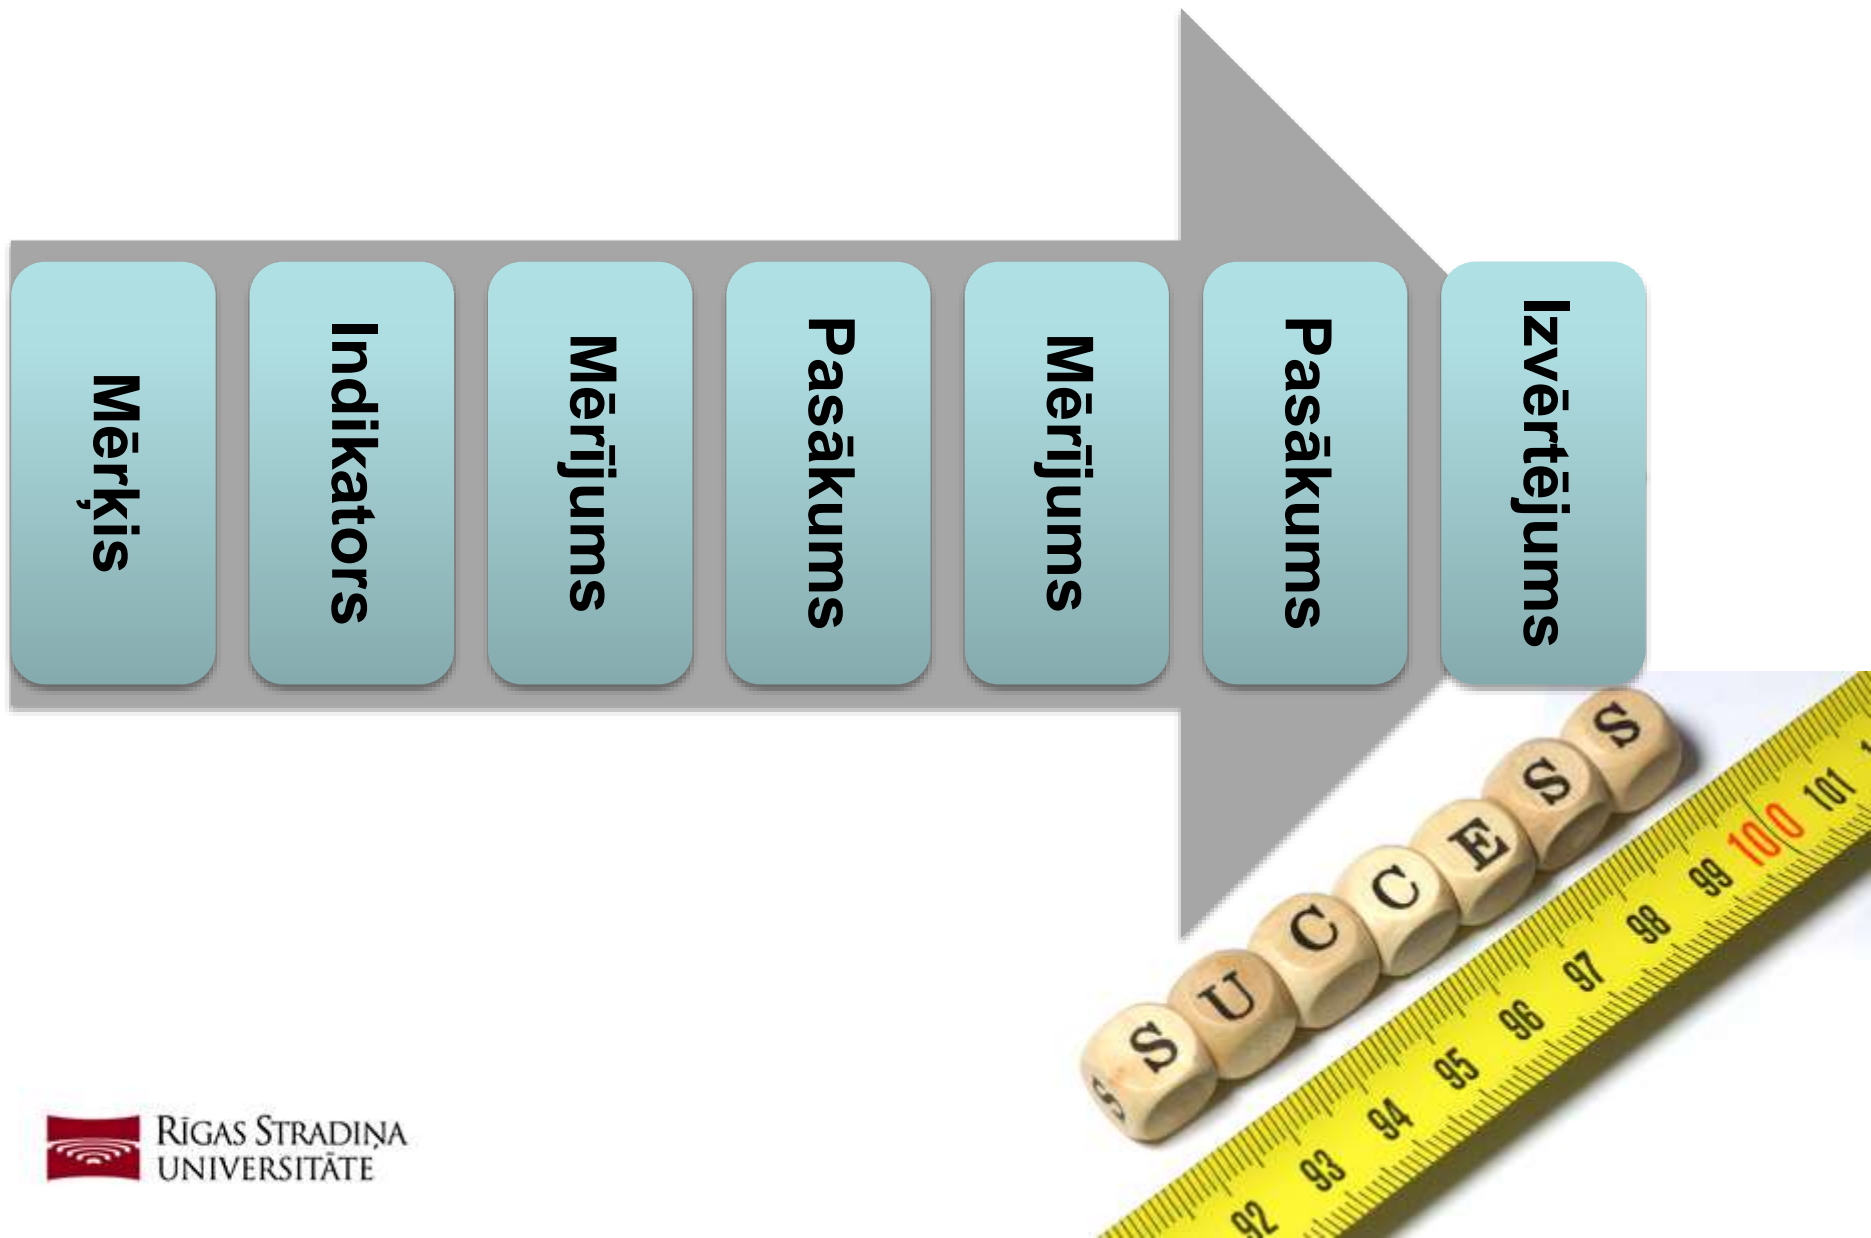 Mērķis
Indikators
Mērījums
Pasākums
Mērījums
Pasākums
Izvērtējums
SUCCESS
S
92 93 94 95 96 97 98 99 100 101
RĪGAS STRADIŅA
UNIVERSITĀTE